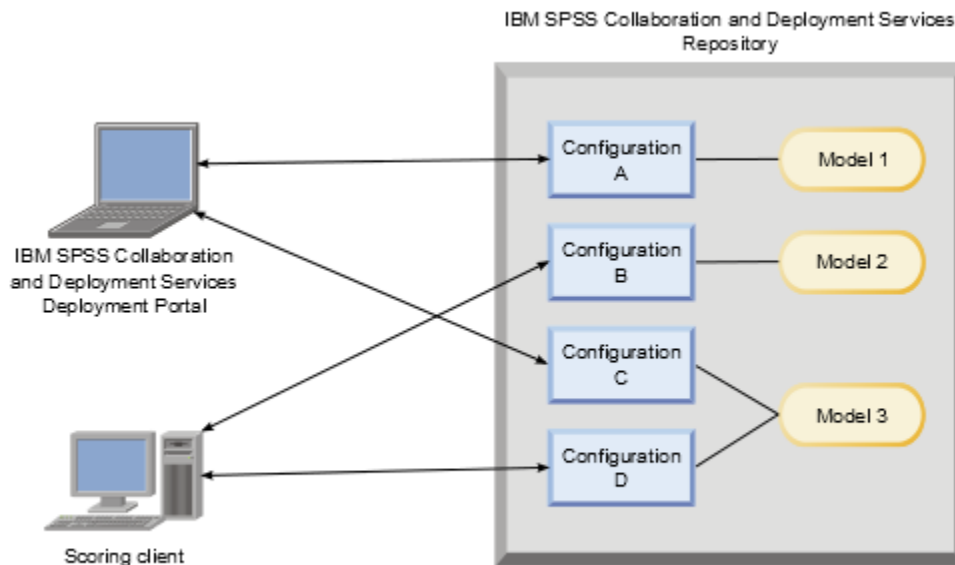 IBM SPSS Collaboration and Deployment Services
Repository
Configuration
A
Model 1
IBM SPSS Collaboration
and Deployment Services
Deployment Portal
Configuration
B
Model 2
Configuration
C
Model 3
Configuration
D
Scoring client